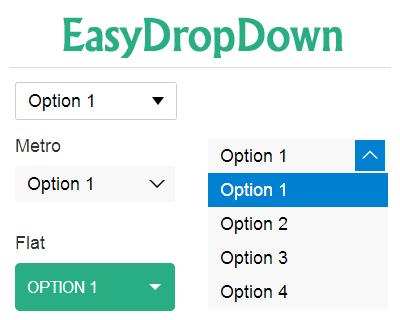 EasyDropDown
Option 1
Metro
Option 1
Flat
OPTION 1
Option 1
Option 1
Option 2
Option 3
Option 4